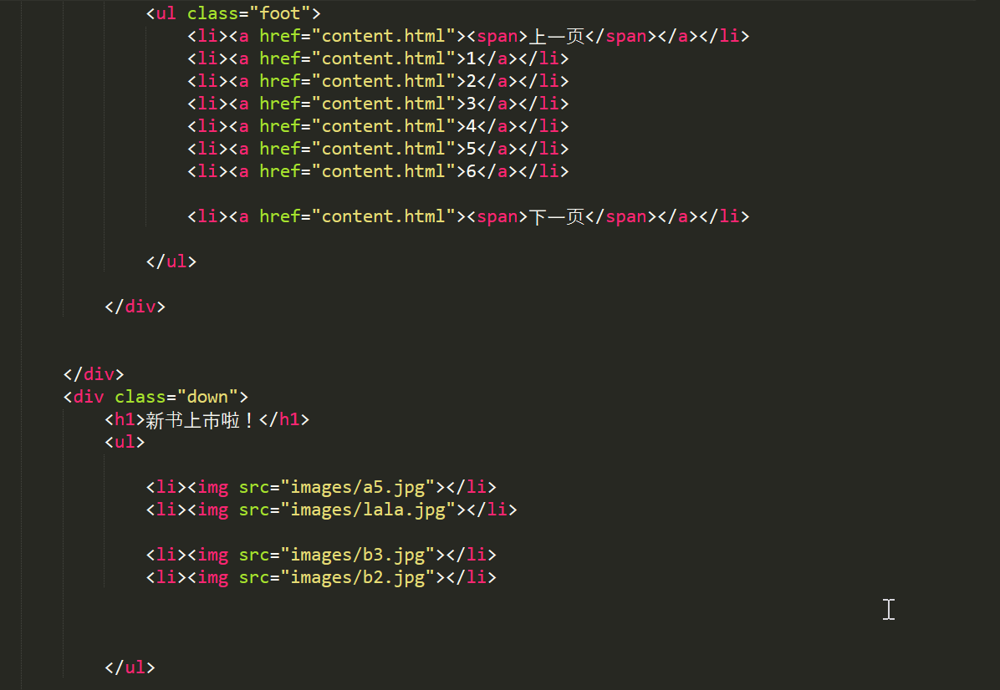 <ul class="foot">
<li><a href="content.html"><span>上一页</span></a></li>
<li><a href="content.html">1</a></li>
<li><a href="content.html">2</a></li>
<li><a href="content.html">3</a></li>
<li><a href="content.html">4</a></li>
<li><a href="content.html">5</a></li>
<li><a href="content.html">6</a></li>
<li><a href="content.html"><span>下一页</span></a></li>
</ul>
</div>
</div>
<div class="down">
<h1>新书上市啦！</h1>
<ul>
<li><img src="images/a5.jpg"></li>
<li><img src="images/lala.jpg"></li>
<li><img src="images/b3.jpg"></li>
<li><img src="images/b2.jpg"></li>
</ul>